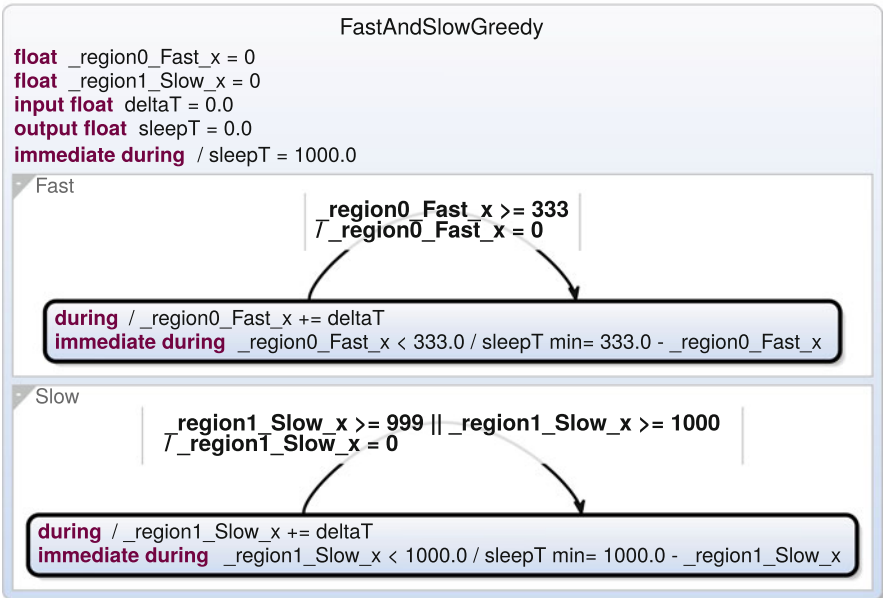 FastAndSlowGreedy
float _region0_Fast_x = 0
float _region1_Slow_x = 0
input float deltaT = 0.0
output float sleepT = 0.0
immediate during / sleepT = 1000.0
- Fast
_region0_Fast_x >= 333
/ _region0_Fast_x = 0
during / _region0_Fast_x += deltaT
immediate during _region0_Fast_x < 333.0 / sleepT min= 333.0 - _region0_Fast_x
- Slow
_region1_Slow_x >= 999 || _region1_Slow_x >= 1000
/ _region1_Slow_x = 0
during / _region1_Slow_x += deltaT
immediate during _region1_Slow_x < 1000.0 / sleepT min= 1000.0 - _region1_Slow_x